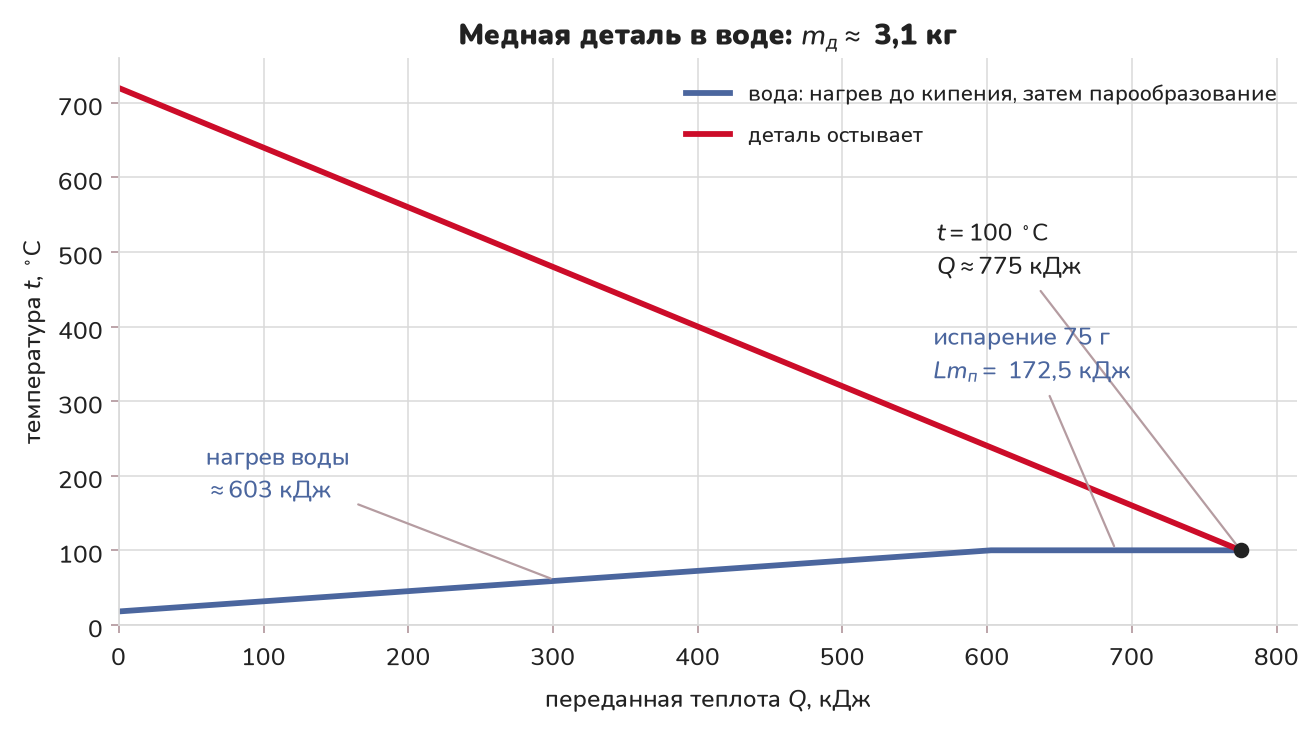 Медная деталь в воде: mд ≈ 3,1 кг
вода: нагрев до кипения, затем парообразование
деталь остывает
t = 100 °C
Q ≈ 775 кДж
испарение 75 г
Lmп = 172,5 кДж
нагрев воды
≈ 603 кДж
температура t, °C
700
600
500
400
300
200
100
0
0 100 200 300 400 500 600 700 800
переданная теплота Q, кДж